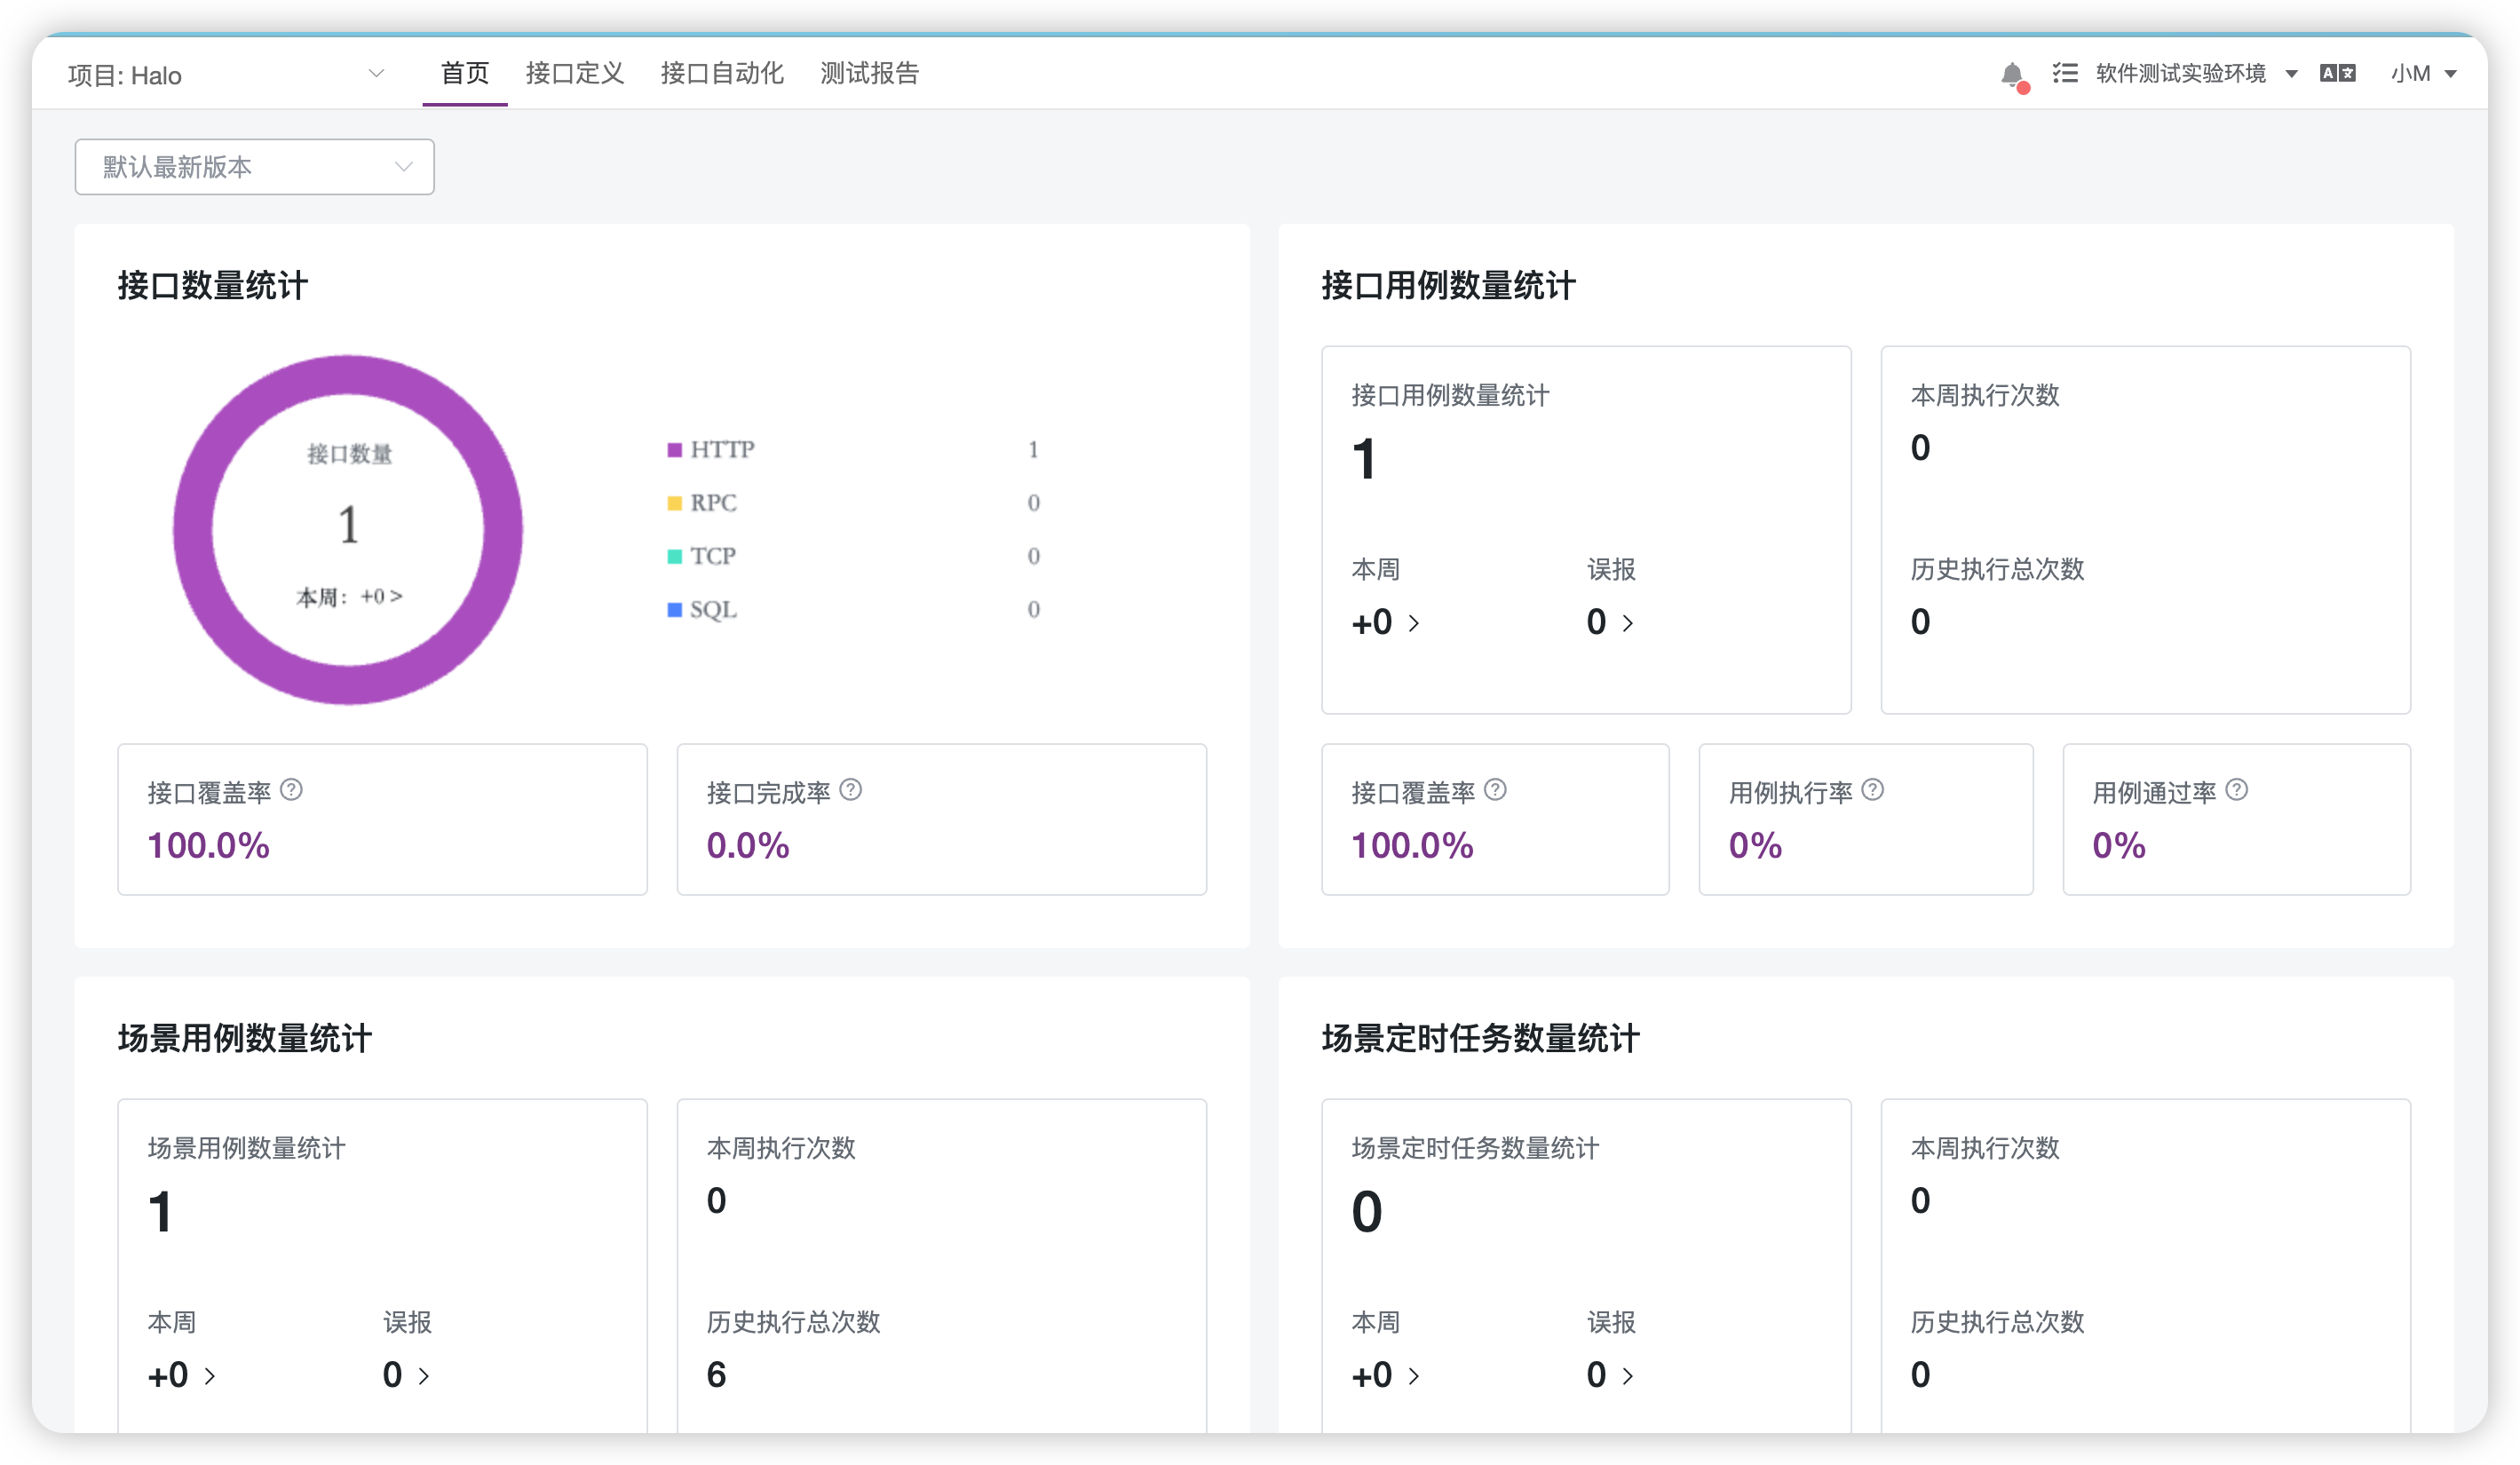 项目: Halo 首页 接口定义 接口自动化 测试报告 软件测试实验环境 小M
默认最新版本
接口数量统计
接口数量
1
本周：+0 >
HTTP 1
RPC 0
TCP 0
SQL 0
接口覆盖率
100.0%
接口完成率
0.0%
接口用例数量统计
接口用例数量统计
1
本周
+0 >
误报
0 >
本周执行次数
0
历史执行总次数
0
接口覆盖率
100.0%
用例执行率
0%
用例通过率
0%
场景用例数量统计
场景用例数量统计
1
本周
+0 >
误报
0 >
本周执行次数
0
历史执行总次数
6
场景定时任务数量统计
场景定时任务数量统计
0
本周
+0 >
误报
0 >
本周执行次数
0
历史执行总次数
0